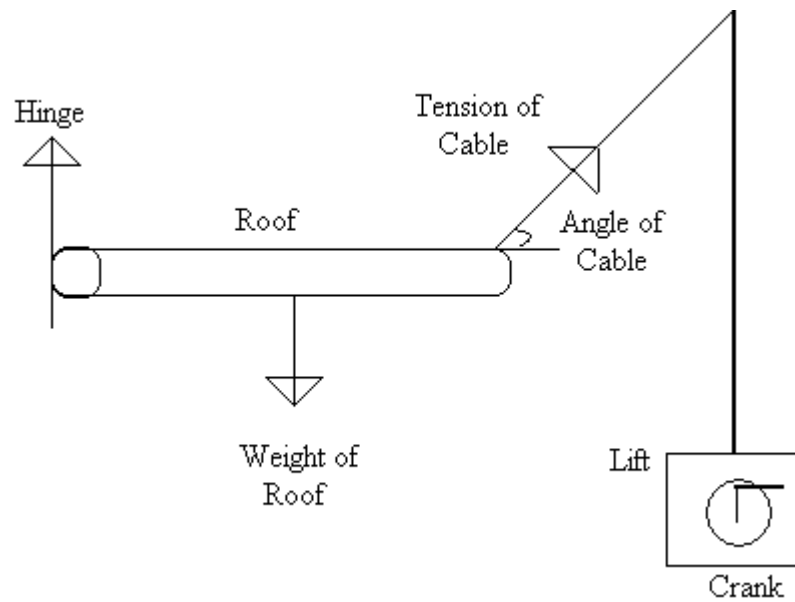 Hinge
Tension of
Cable
Roof
Angle of
Cable
Weight of
Roof
Lift
Crank